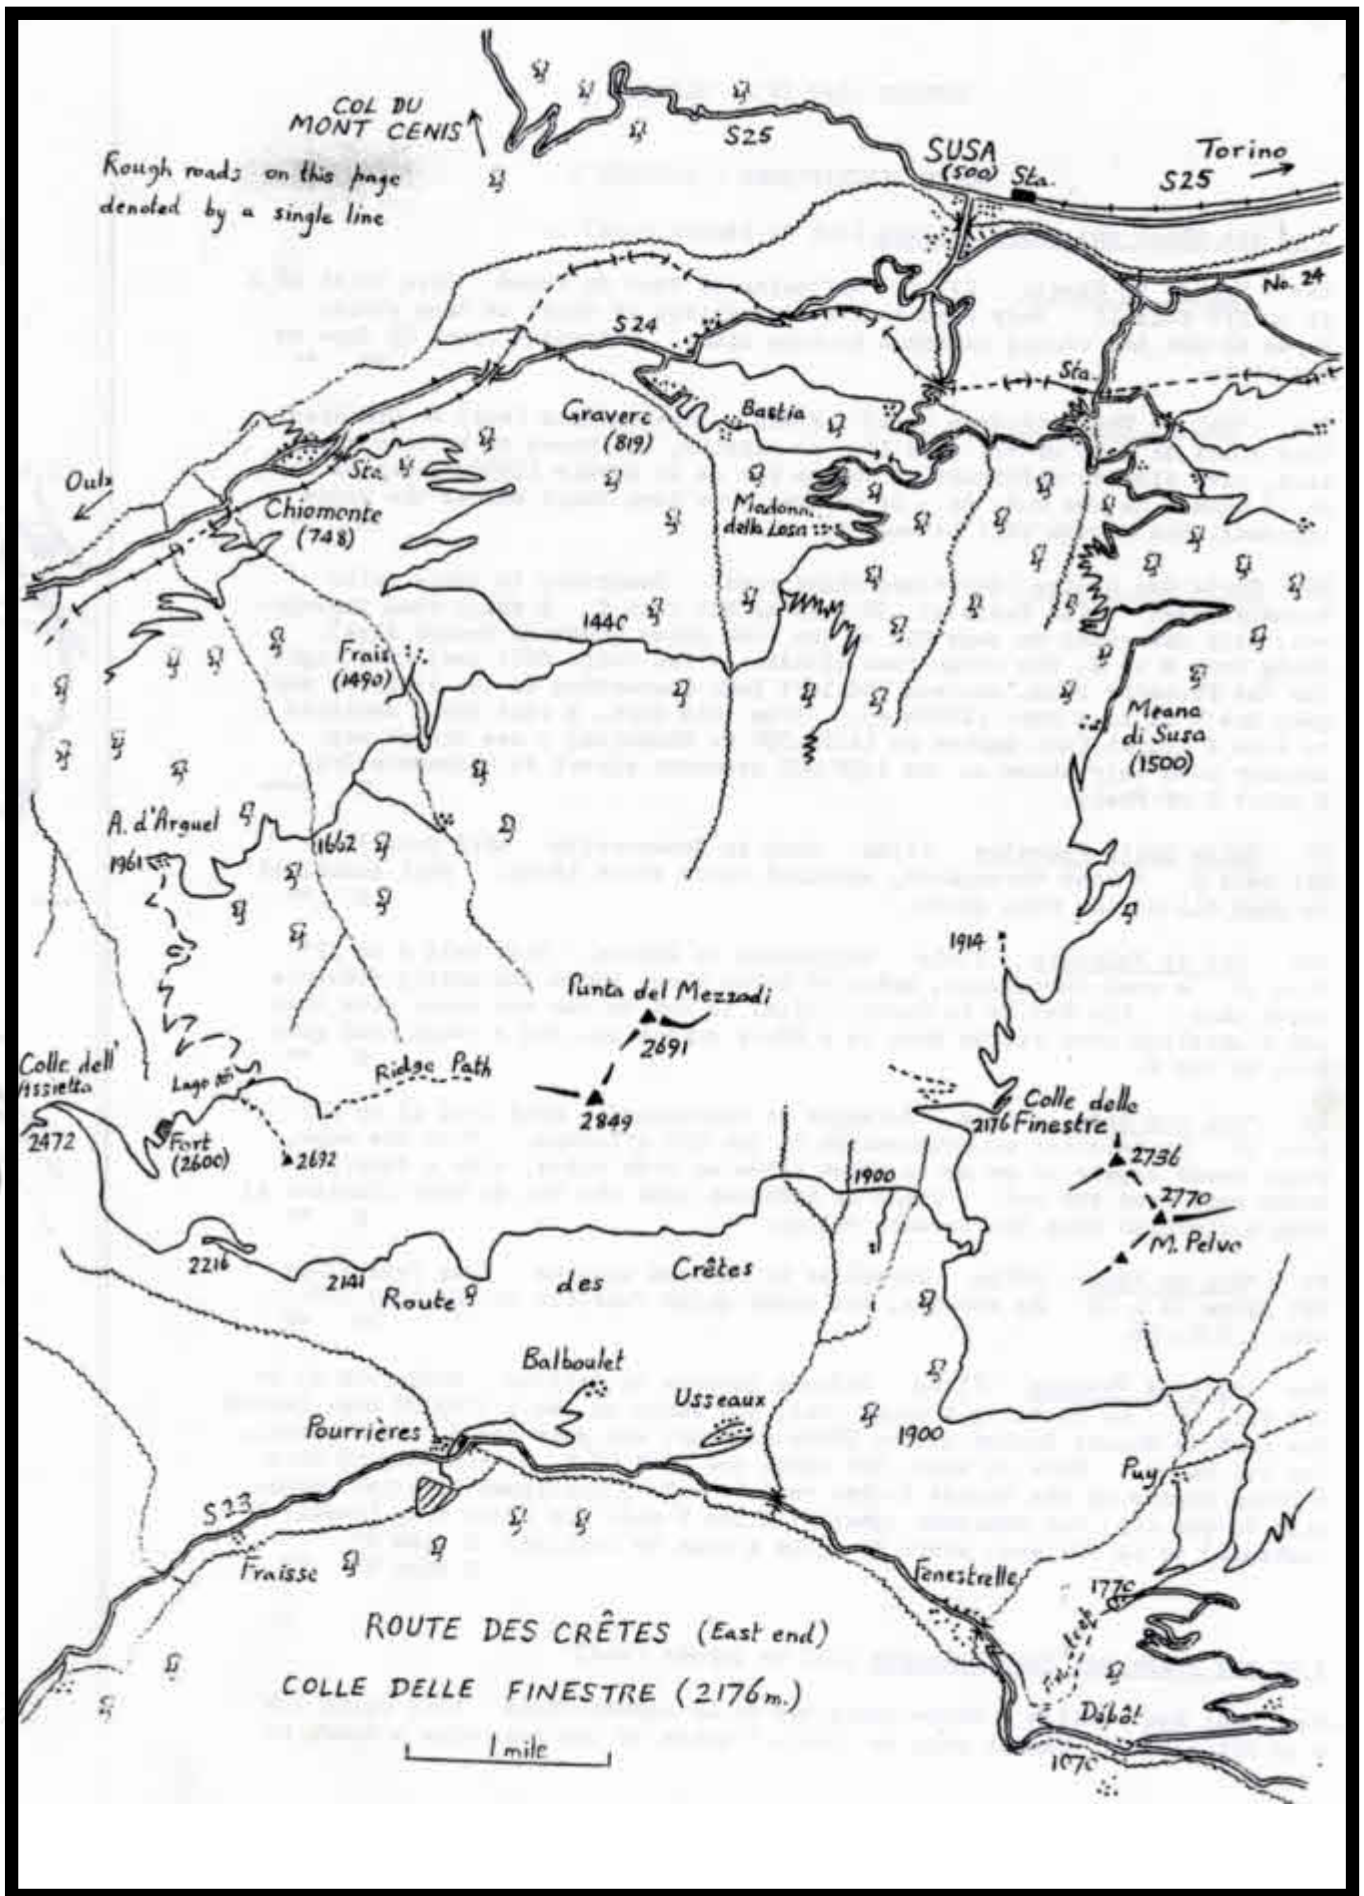 COL DU
MONT CENIS
Rough roads on this page
denoted by a single line
S25
SUSA
(500)
Sta.
Torino
S25
No. 24
S24
Sta.
Gravere
(819)
Bastia
Oulx
Sta.
Chiomonte
(748)
Madonna
della Losa
1440
Frais
(1490)
Meana
di Susa
(1500)
A. d'Arguel
1961
1662
1914
Punta del Mezzodi
2691
Colle dell'
Assietta
Lago
Ridge Path
2849
2472
Fort
(2600)
2692
Colle delle
2176 Finestre
2736
2770
M. Pelvo
1900
2216
2141
Route
des
Crêtes
Balboulet
Usseaux
Pourrières
1900
Puy
S23
Fraisse
Fenestrelle
1770
ROUTE DES CRÊTES (East end)
COLLE DELLE FINESTRE (2176m.)
Dépôt
1 mile
1070